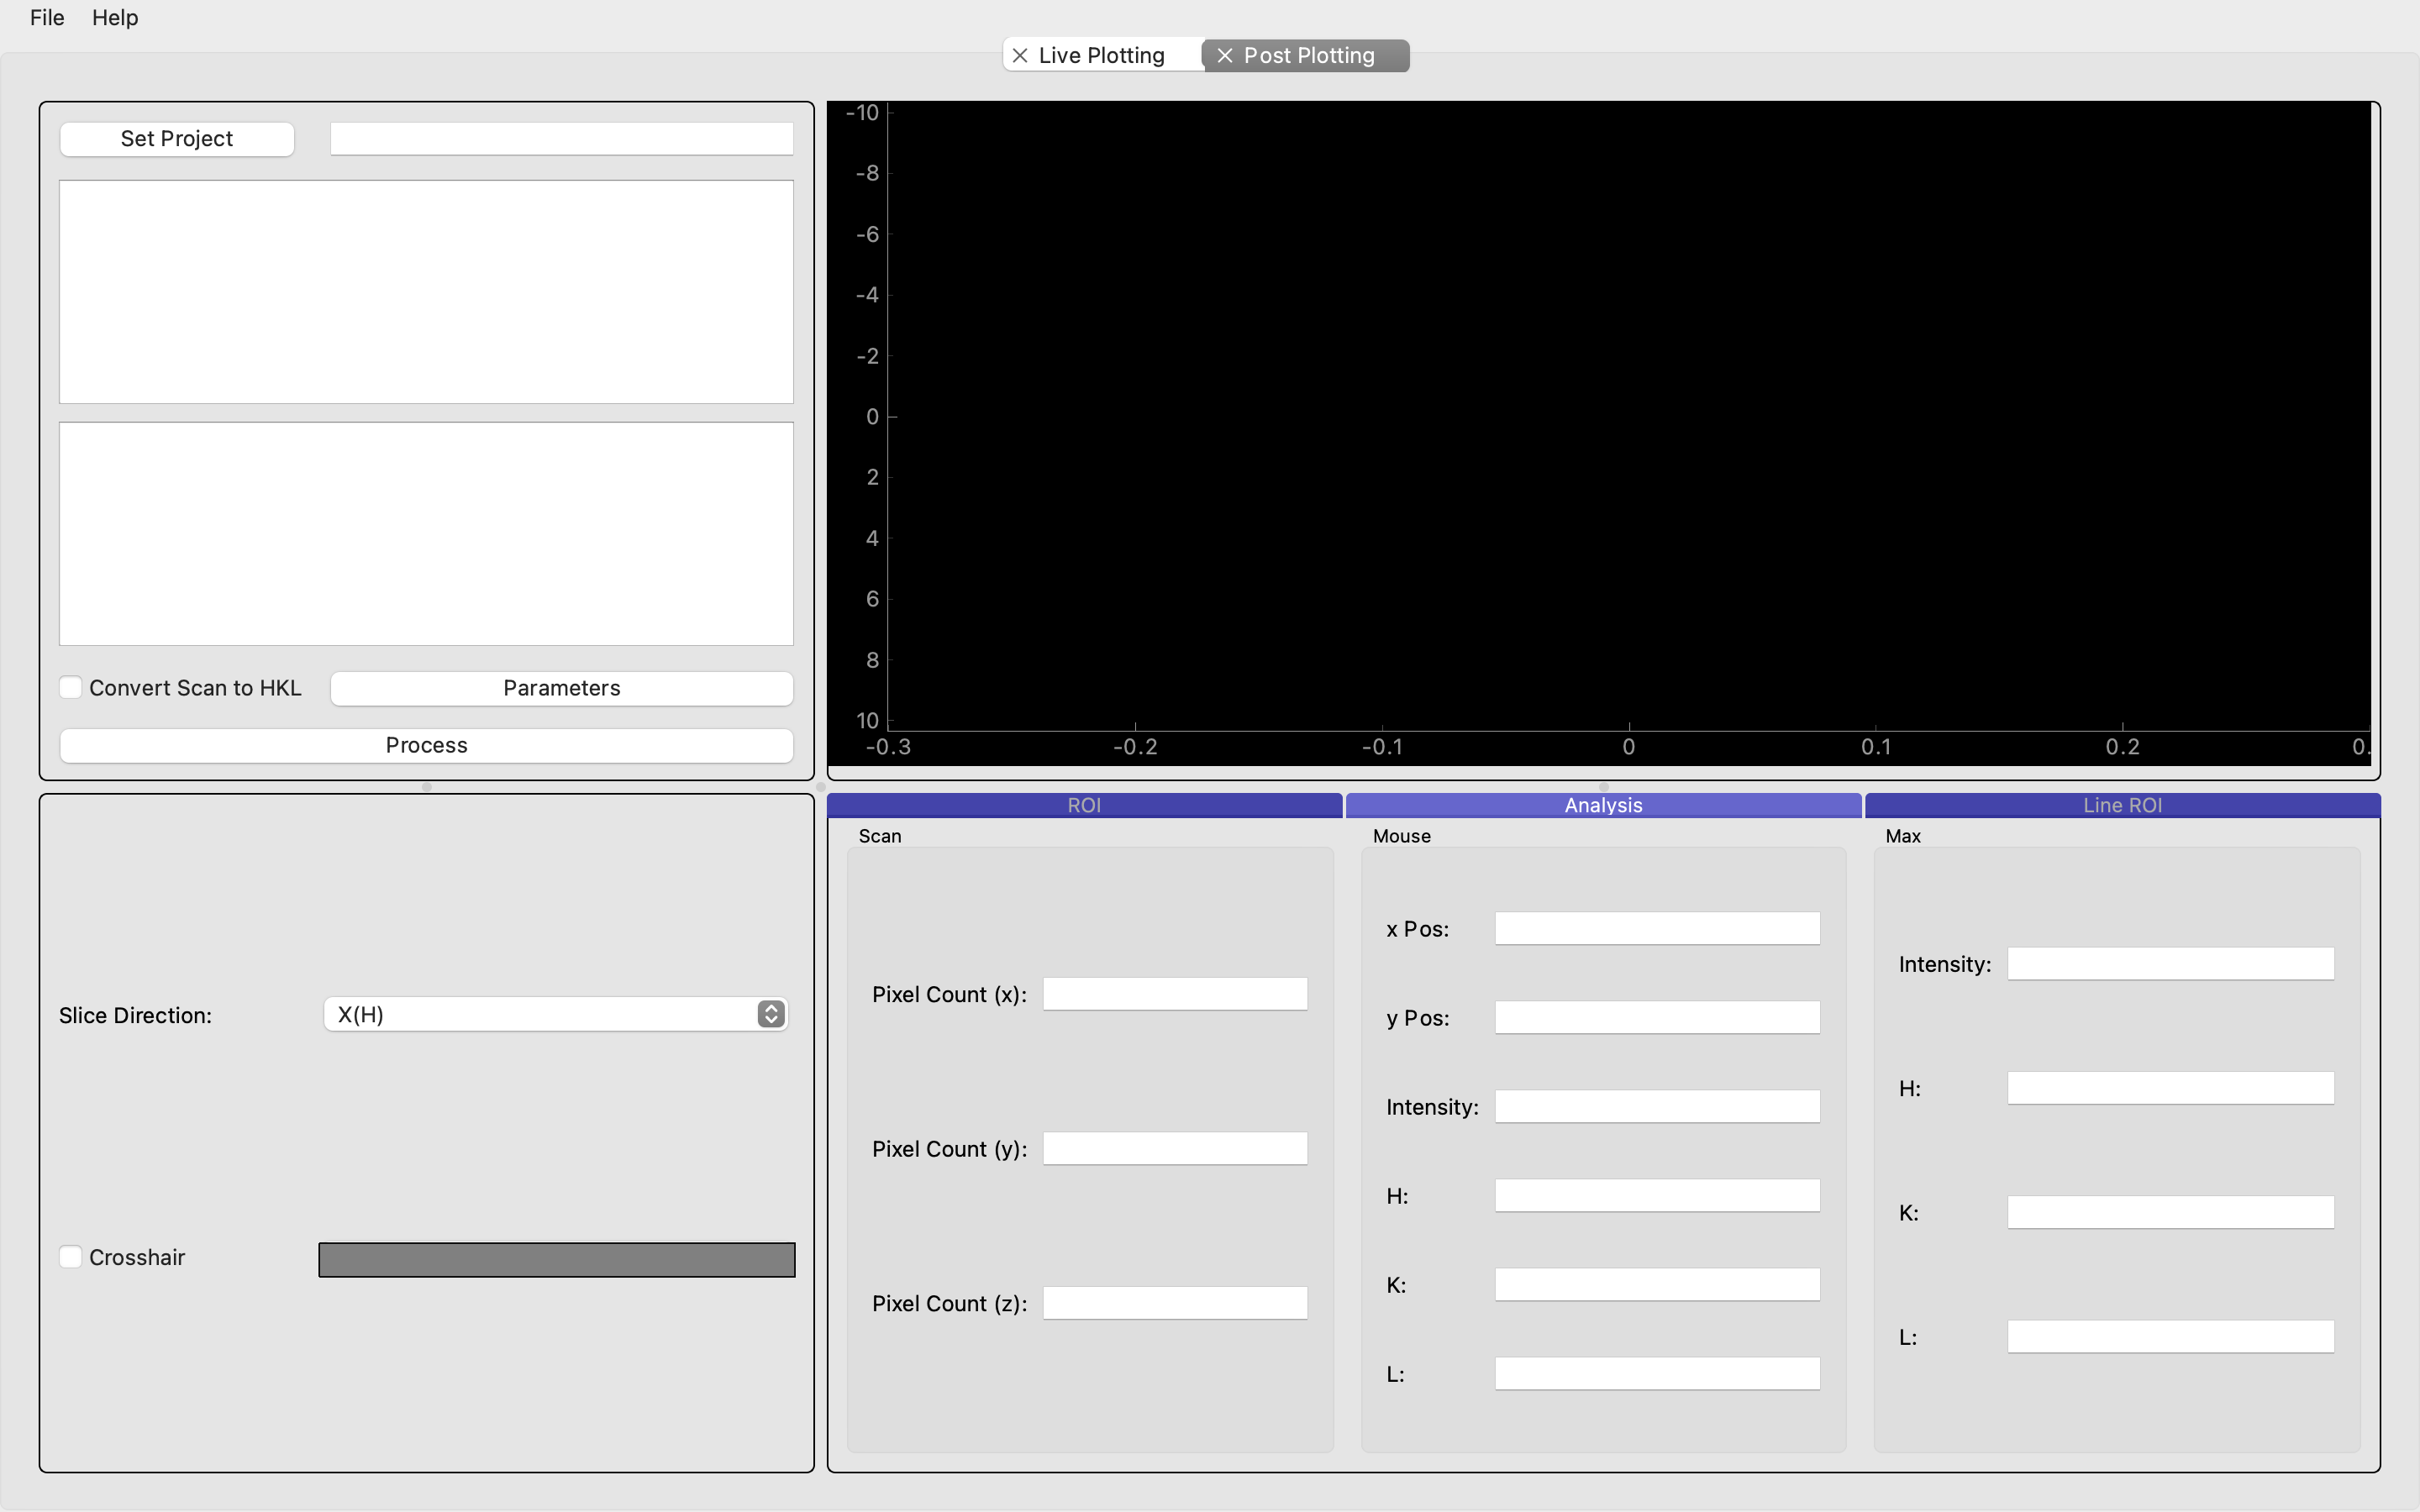 File Help
Live Plotting Post Plotting
Set Project
Convert Scan to HKL Parameters
Process
-10
-8
-6
-4
-2
0
2
4
6
8
10
-0.3 -0.2 -0.1 0 0.1 0.2 0.
Slice Direction: X(H)
Crosshair
ROI Analysis Line ROI
Scan
Pixel Count (x):
Pixel Count (y):
Pixel Count (z):
Mouse
x Pos:
y Pos:
Intensity:
H:
K:
L:
Max
Intensity:
H:
K:
L: